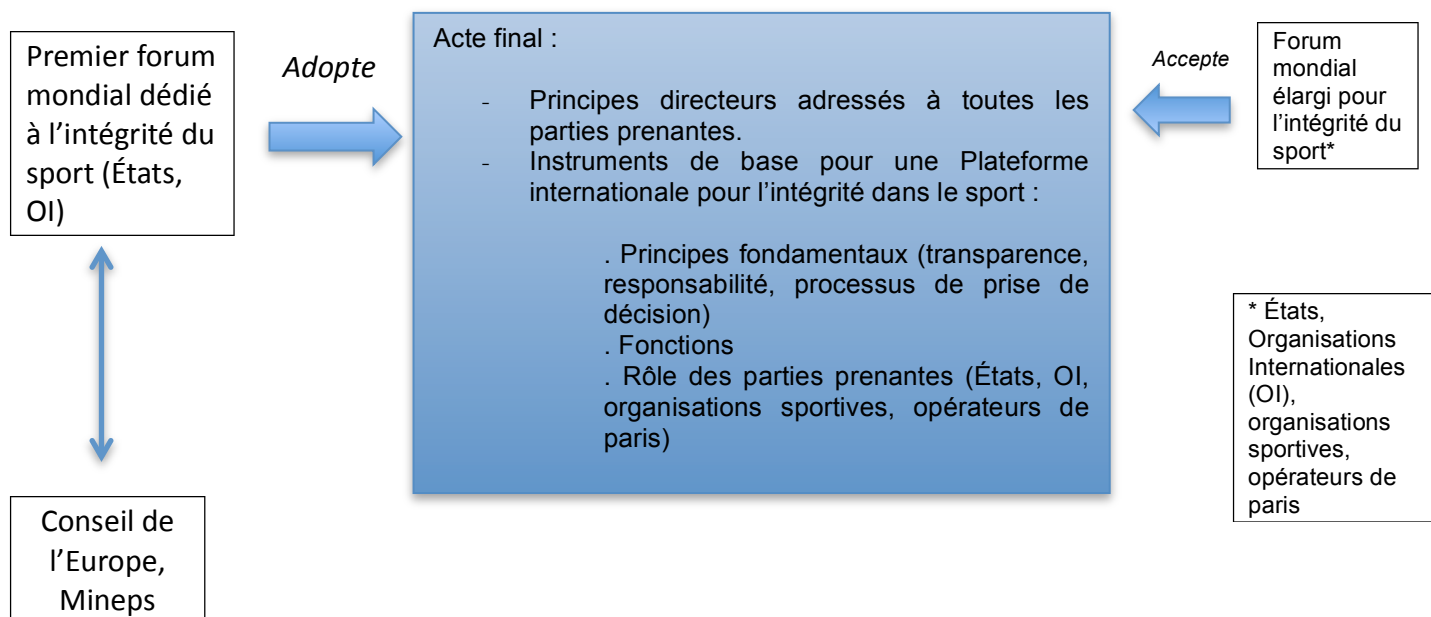 Premier forum
mondial dédié
à l’intégrité du
sport (États,
OI)
Adopte
Acte final :
- Principes directeurs adressés à toutes les
parties prenantes.
- Instruments de base pour une Plateforme
internationale pour l’intégrité dans le sport :
. Principes fondamentaux (transparence,
responsabilité, processus de prise de
décision)
. Fonctions
. Rôle des parties prenantes (États, OI,
organisations sportives, opérateurs de
paris)
Accepte
Forum
mondial
élargi pour
l’intégrité du
sport*
* États,
Organisations
Internationales
(OI),
organisations
sportives,
opérateurs de
paris
Conseil de
l’Europe,
Mineps